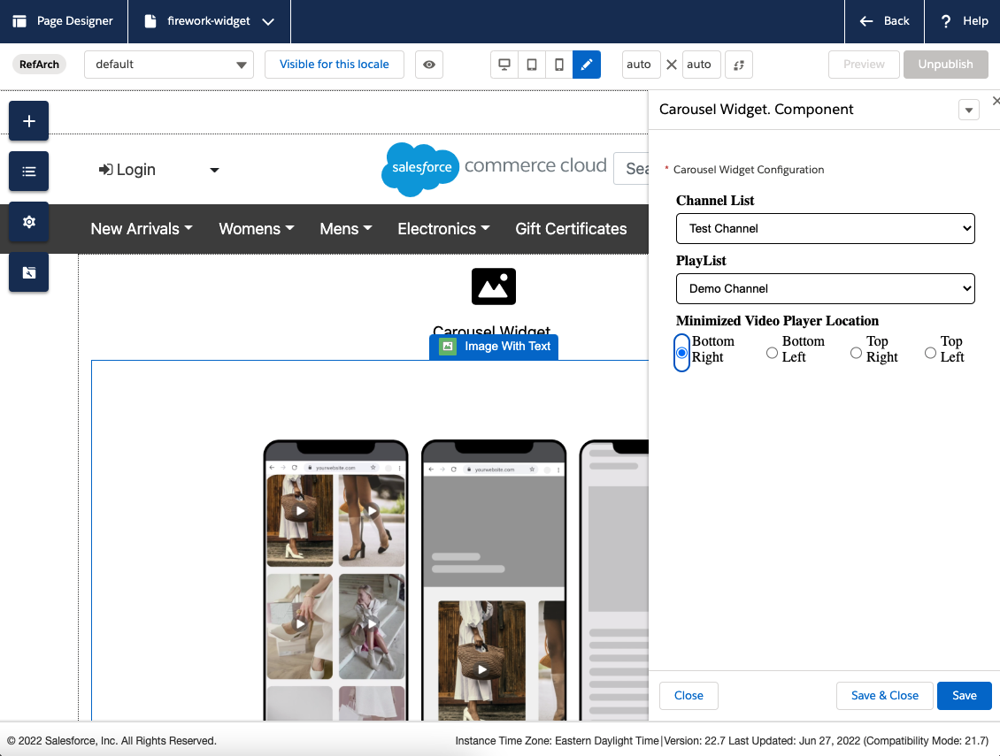 Page Designer
firework-widget
Back
? Help
RefArch
default
Visible for this locale
auto
auto
Preview
Unpublish
Login
salesforce commerce cloud
Sea
New Arrivals
Womens
Mens
Electronics
Gift Certificates
Carousel Widget
Image With Text
yourwebsite.com
yourwebsite.com
Carousel Widget. Component
* Carousel Widget Configuration
Channel List
Test Channel
PlayList
Demo Channel
Minimized Video Player Location
Bottom Right
Bottom Left
Top Right
Top Left
Close
Save & Close
Save
© 2022 Salesforce, Inc. All Rights Reserved.
Instance Time Zone: Eastern Daylight Time|Version: 22.7 Last Updated: Jun 27, 2022 (Compatibility Mode: 21.7)